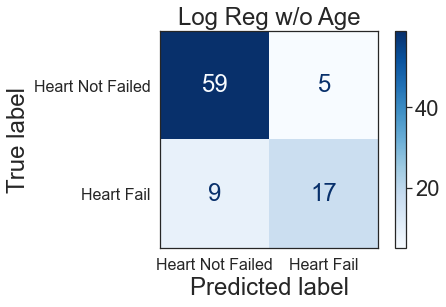 Log Reg w/o Age
True label
Heart Not Failed
59
5
40
Heart Fail
9
17
20
Heart Not Failed
Heart Fail
Predicted label